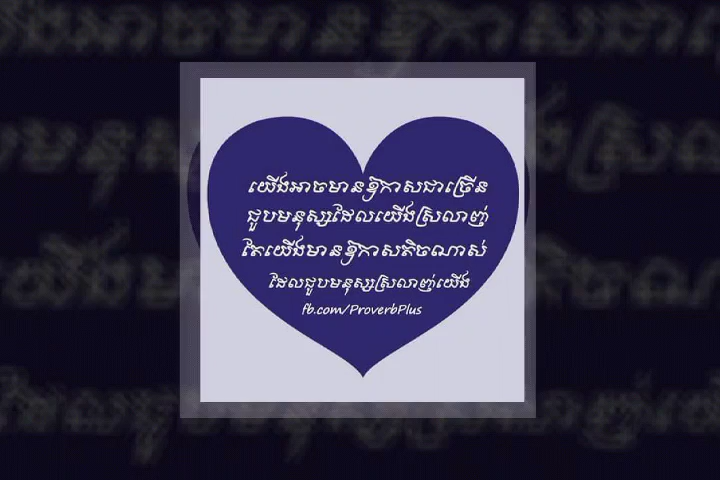 យើងអាចមានឱកាសជាច្រើន
ជួបមនុស្សដែលយើងស្រលាញ់
តែយើងមានឱកាសតិចណាស់
ដែលជួបមនុស្សស្រលាញ់យើង
fb.com/ProverbPlus